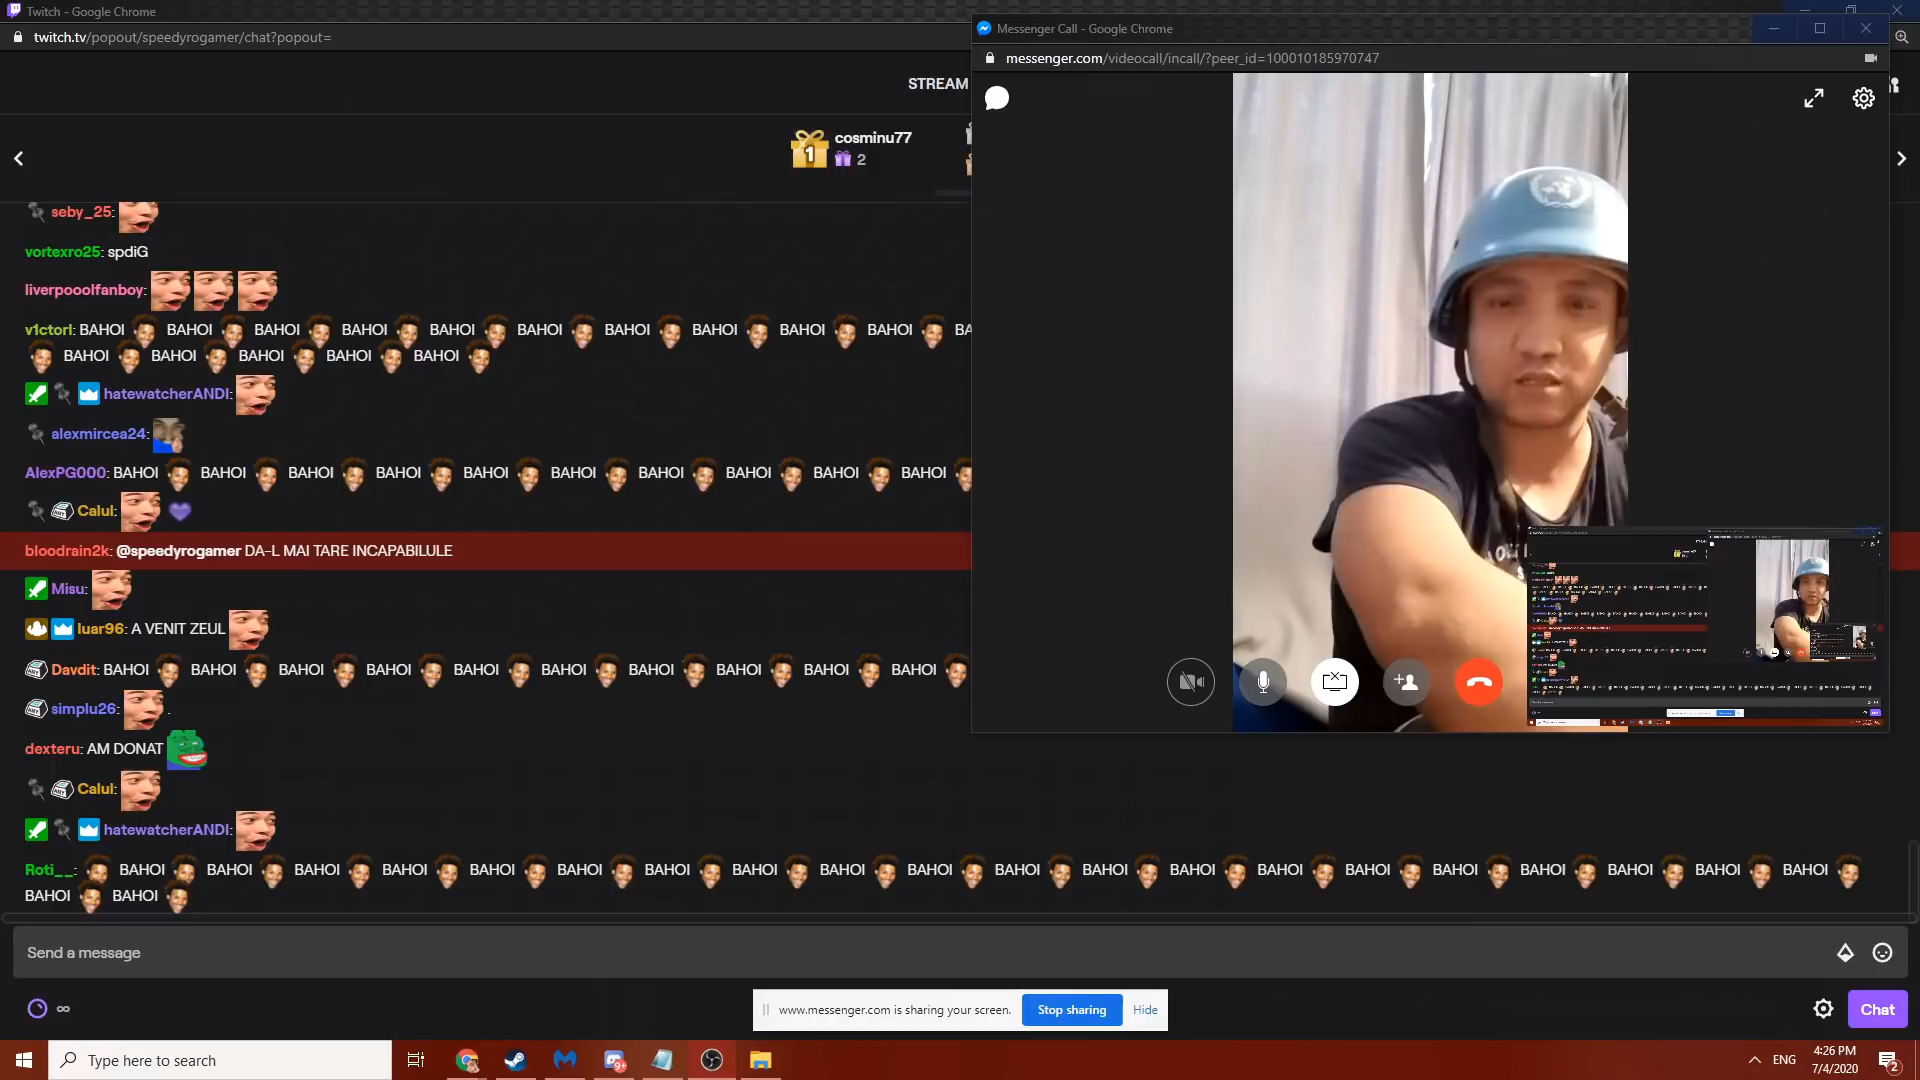 Twitch - Google Chrome
twitch.tv/popout/speedyrogamer/chat?popout=
Messenger Call - Google Chrome
messenger.com/videocall/incall/?peer_id=100010185970747
STREAM
1 cosminu77
2
seby_25:
vortexro25: spdiG
liverpooolfanboy:
v1ctorl: BAHOI BAHOI BAHOI BAHOI BAHOI BAHOI BAHOI BAHOI BAHOI BAHOI BA
BAHOI BAHOI BAHOI BAHOI BAHOI
hatewatcherANDI:
alexmircea24:
AlexPG000: BAHOI BAHOI BAHOI BAHOI BAHOI BAHOI BAHOI BAHOI BAHOI BAHOI
Calul:
bloodrain2k: @speedyrogamer DA-L MAI TARE INCAPABILULE
Misu:
luar96: A VENIT ZEUL
Davdit: BAHOI BAHOI BAHOI BAHOI BAHOI BAHOI BAHOI BAHOI BAHOI BAHOI
simplu26: .
dexteru: AM DONAT
Calul:
hatewatcherANDI:
Roti__: BAHOI BAHOI BAHOI BAHOI BAHOI BAHOI BAHOI BAHOI BAHOI BAHOI BAHOI BAHOI BAHOI BAHOI BAHOI BAHOI BAHOI BAHOI BAHOI BAHOI
BAHOI BAHOI
Send a message
∞
www.messenger.com is sharing your screen. Stop sharing Hide
Chat
Type here to search
9+
ENG
4:26 PM
7/4/2020
2